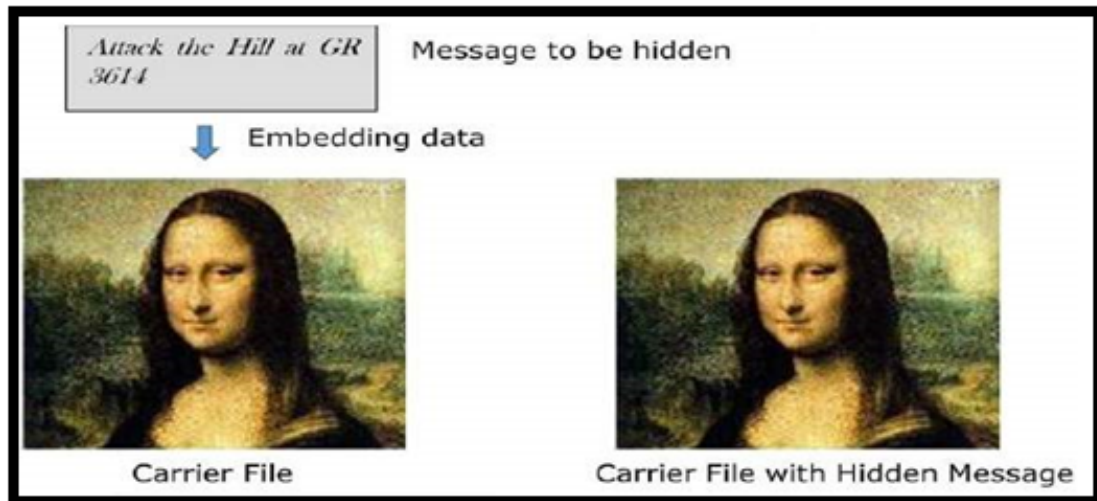 Attack the Hill at GR
3614
Message to be hidden
Embedding data
Carrier File
Carrier File with Hidden Message